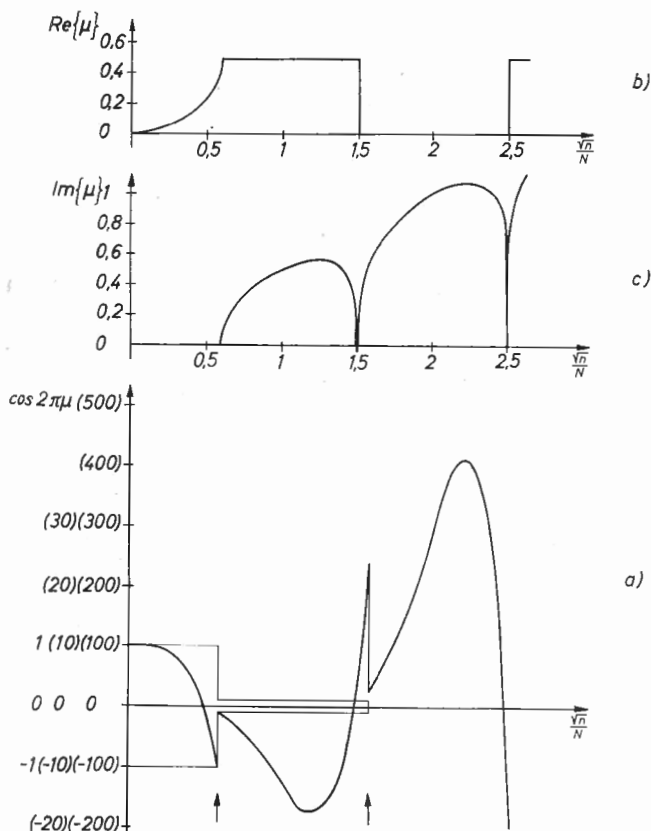 Re{μ}
0,6
0,4
0,2
0
0,5 1 1,5 2 2,5 √n/N
b)
Im{μ} 1
0,8
0,6
0,4
0,2
0
0,5 1 1,5 2 2,5 √n/N
c)
cos 2πμ (500)
(400)
(30)(300)
(20)(200)
1 (10)(100)
0 0 0
-1(-10)(-100)
(-20)(-200)
√n/N
a)